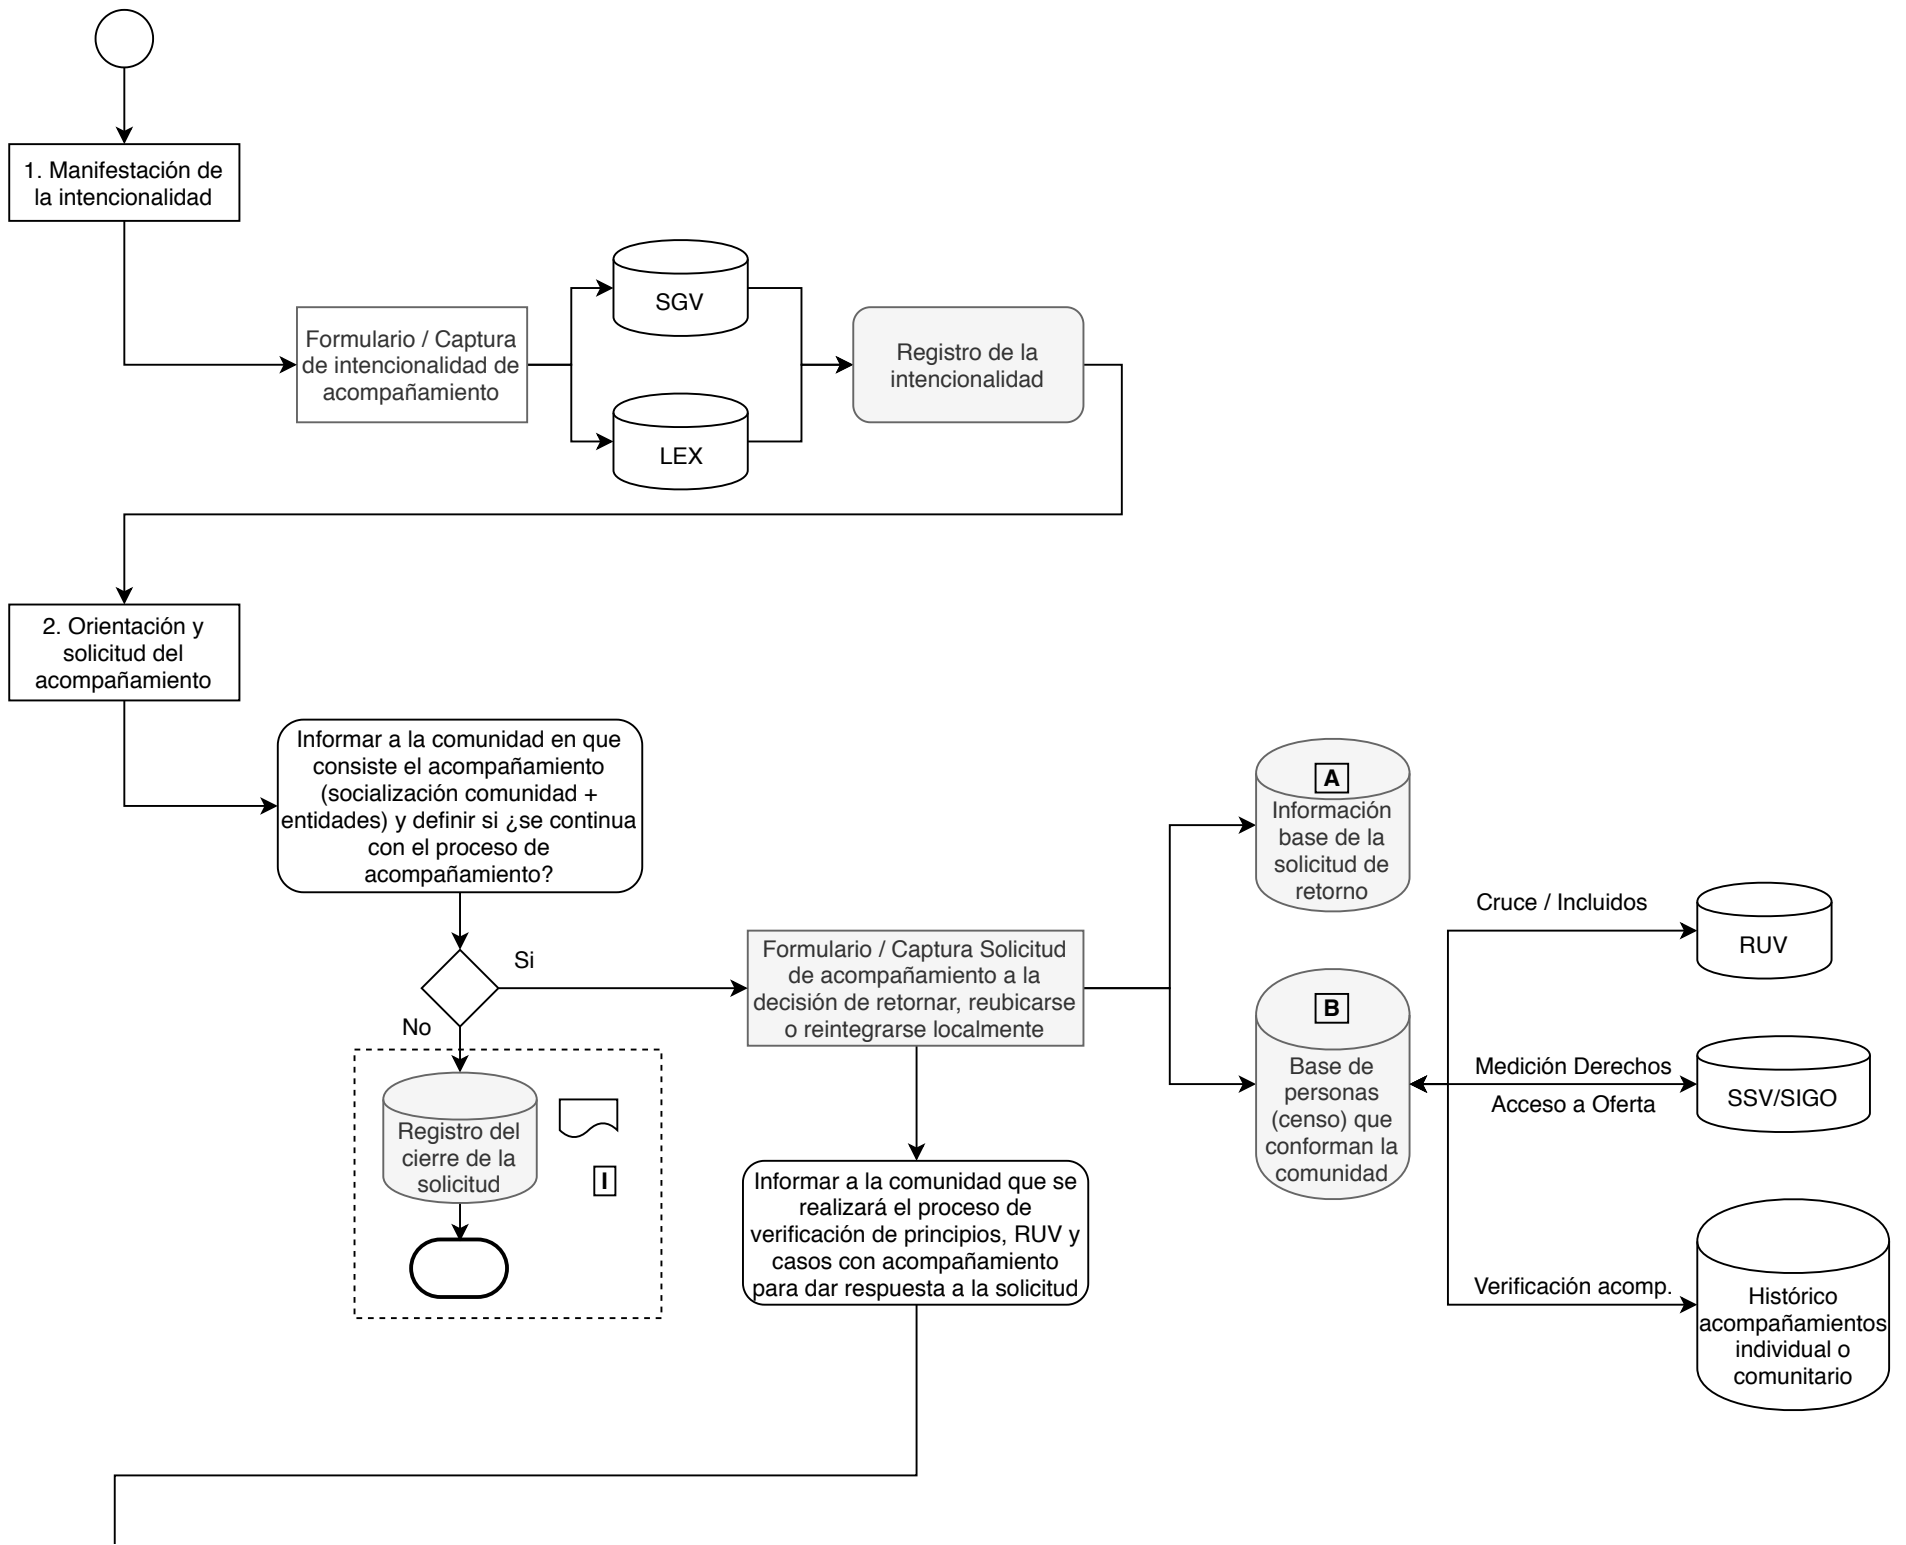 1. Manifestación de
la intencionalidad
Formulario / Captura
de intencionalidad de
acompañamiento
SGV
LEX
Registro de la
intencionalidad
2. Orientación y
solicitud del
acompañamiento
Informar a la comunidad en que
consiste el acompañamiento
(socialización comunidad +
entidades) y definir si ¿se continua
con el proceso de
acompañamiento?
Si
No
Registro del
cierre de la
solicitud
I
Formulario / Captura Solicitud
de acompañamiento a la
decisión de retornar, reubicarse
o reintegrarse localmente
Informar a la comunidad que se
realizará el proceso de
verificación de principios, RUV y
casos con acompañamiento
para dar respuesta a la solicitud
A
Información
base de la
solicitud de
retorno
B
Base de
personas
(censo) que
conforman la
comunidad
Cruce / Incluidos
RUV
Medición Derechos
Acceso a Oferta
SSV/SIGO
Verificación acomp.
Histórico
acompañamientos
individual o
comunitario